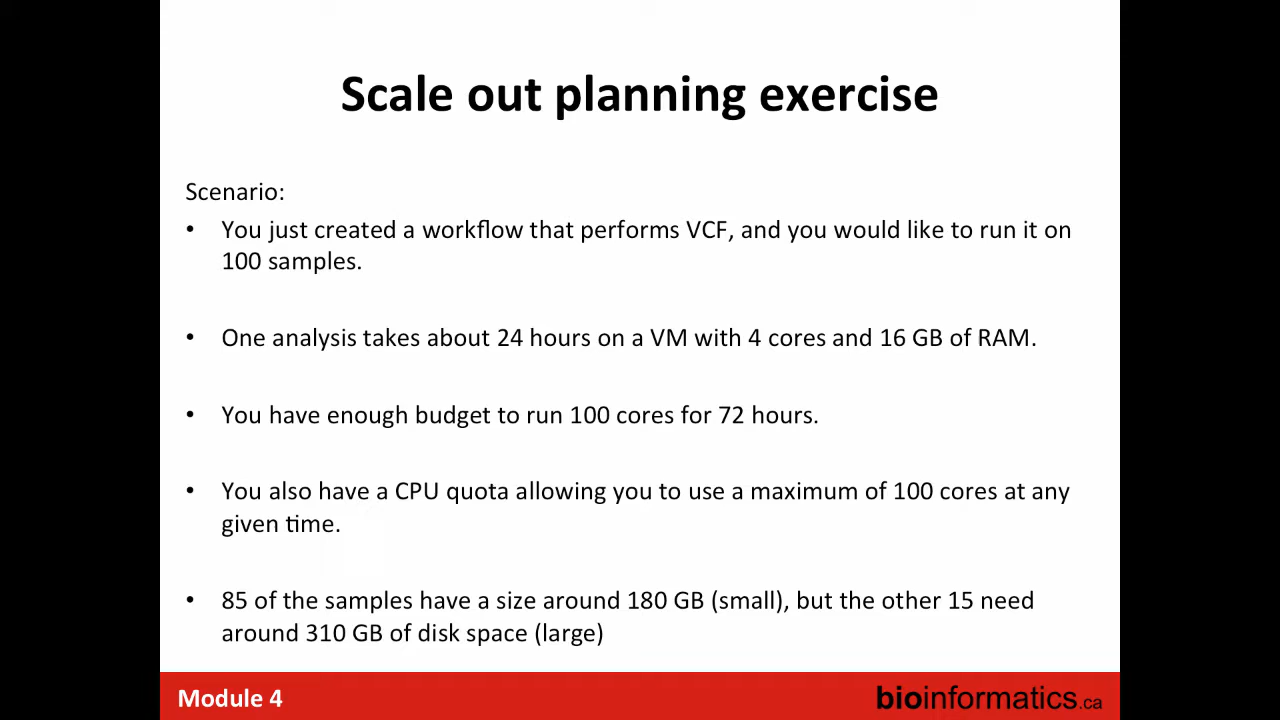 Scale out planning exercise
Scenario:
• You just created a workflow that performs VCF, and you would like to run it on
100 samples.
• One analysis takes about 24 hours on a VM with 4 cores and 16 GB of RAM.
• You have enough budget to run 100 cores for 72 hours.
• You also have a CPU quota allowing you to use a maximum of 100 cores at any
given time.
• 85 of the samples have a size around 180 GB (small), but the other 15 need
around 310 GB of disk space (large)
Module 4
bioinformatics.ca